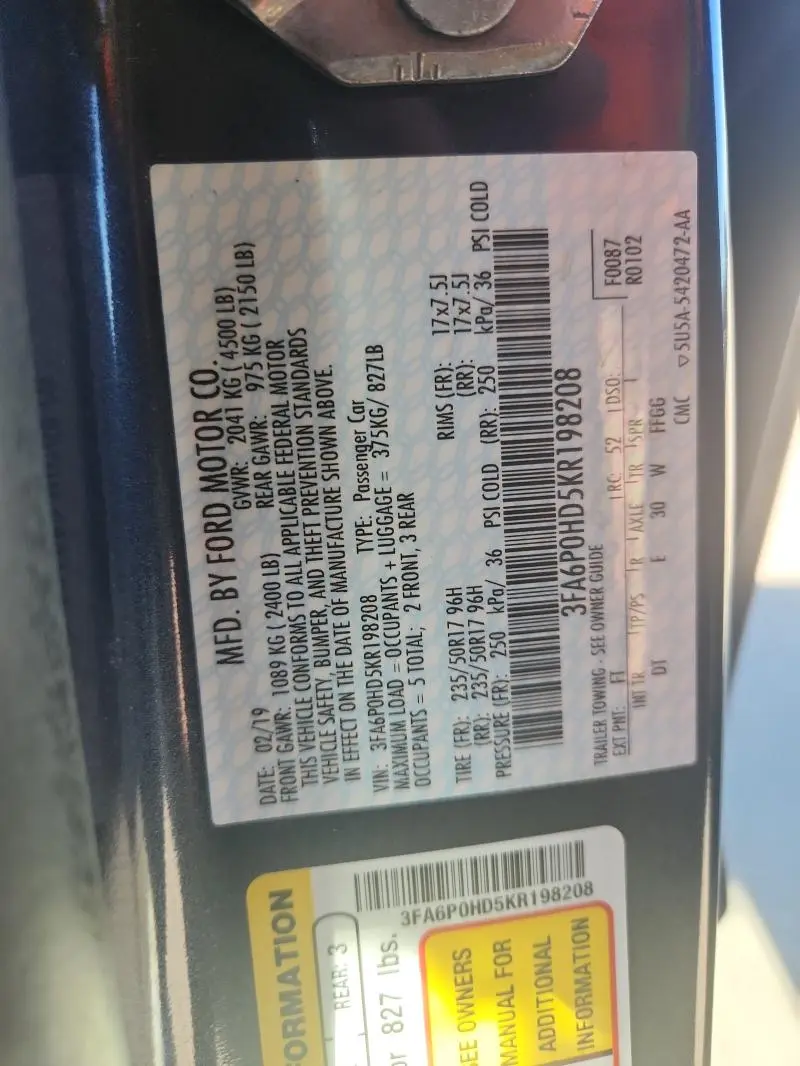 MFD. BY FORD MOTOR CO.
DATE: 02/19 GVWR: 2041 KG ( 4500 LB)
FRONT GAWR: 1089 KG ( 2400 LB) REAR GAWR: 975 KG ( 2150 LB)
THIS VEHICLE CONFORMS TO ALL APPLICABLE FEDERAL MOTOR
VEHICLE SAFETY, BUMPER, AND THEFT PREVENTION STANDARDS
IN EFFECT ON THE DATE OF MANUFACTURE SHOWN ABOVE.
VIN: 3FA6P0HD5KR198208 TYPE: Passenger Car
MAXIMUM LOAD = OCCUPANTS + LUGGAGE = 375KG/ 827LB
OCCUPANTS = 5 TOTAL; 2 FRONT, 3 REAR
TIRE (FR): 235/50R17 96H RIMS (FR): 17x7.5J
(RR): 235/50R17 96H (RR): 17x7.5J
PRESSURE (FR): 250 kPa/ 36 PSI COLD (RR): 250 kPa/ 36 PSI COLD
3FA6P0HD5KR198208
TRAILER TOWING - SEE OWNER GUIDE
EXT PNT: FT RC: 52 DSO: F0087
INT TR TP/PS R AXLE TR SPR R0102
DT E 30 W FFGG
CMC ▽5U5A-5420472-AA
ORMATION
REAR: 3
or 827 lbs.
3FA6P0HD5KR198208
SEE OWNERS
MANUAL FOR
ADDITIONAL
INFORMATION